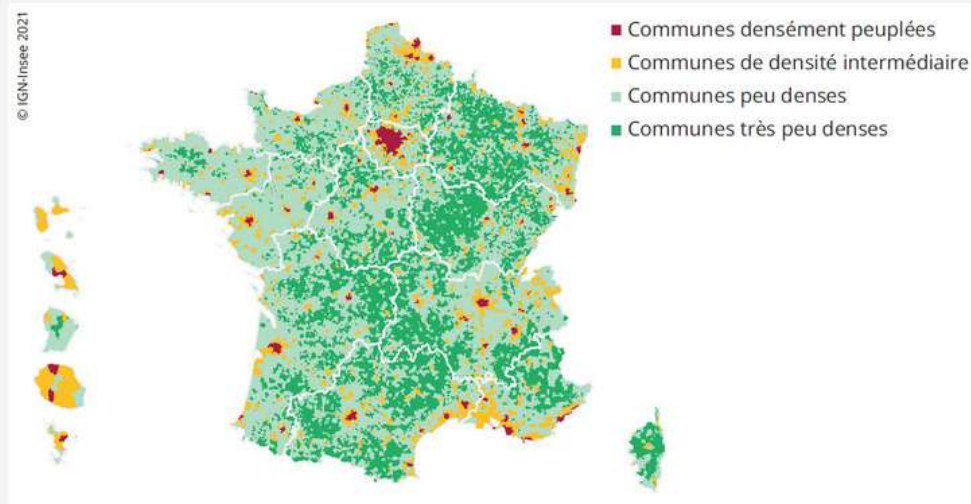 © IGN-Insee 2021
Communes densément peuplées
Communes de densité intermédiaire
Communes peu denses
Communes très peu denses